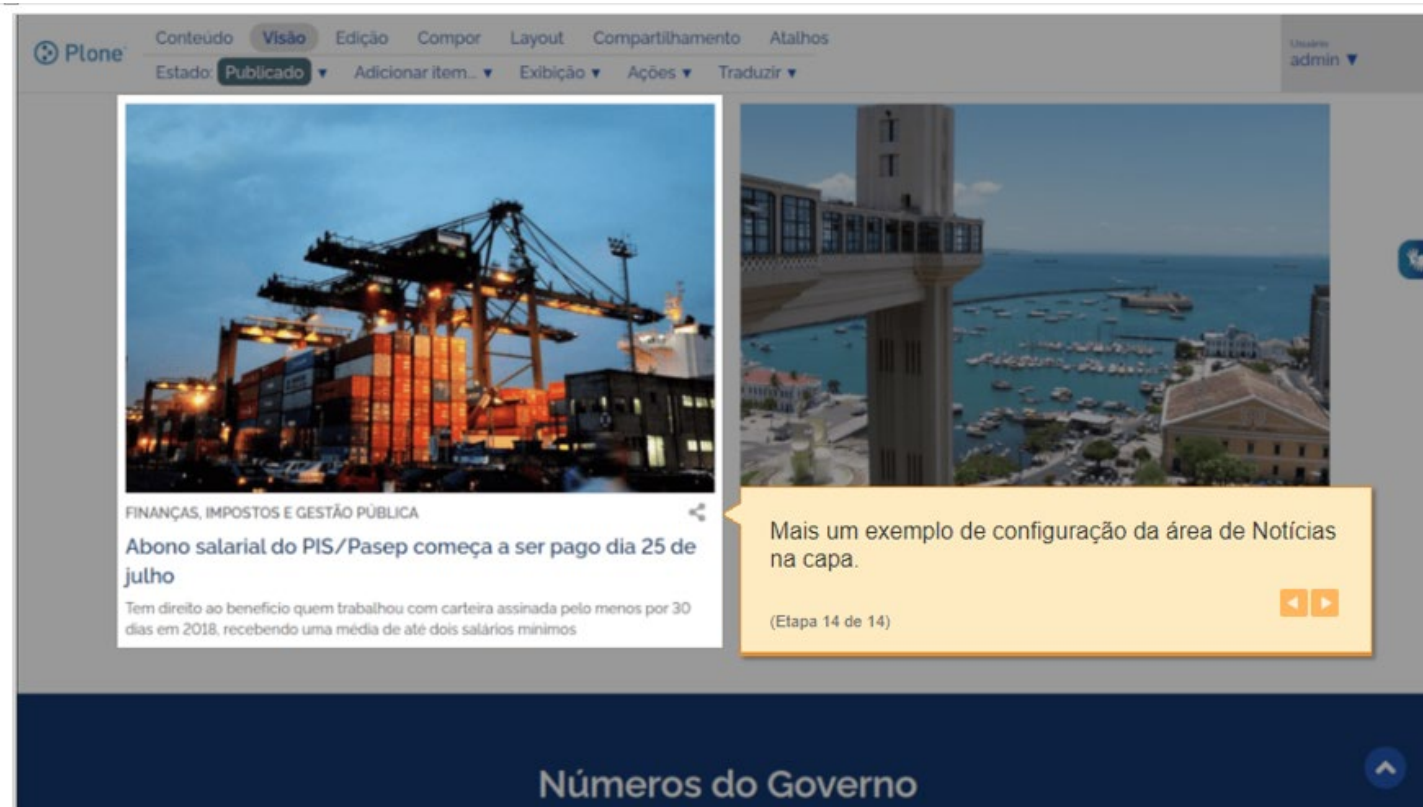 Plone
Conteúdo Visão Edição Compor Layout Compartilhamento Atalhos
Estado: Publicado ▼ Adicionar item... ▼ Exibição ▼ Ações ▼ Traduzir ▼
Usuário
admin ▼
FINANÇAS, IMPOSTOS E GESTÃO PÚBLICA
Abono salarial do PIS/Pasep começa a ser pago dia 25 de
julho
Tem direito ao benefício quem trabalhou com carteira assinada pelo menos por 30
dias em 2018, recebendo uma média de até dois salários mínimos
Mais um exemplo de configuração da área de Notícias
na capa.
(Etapa 14 de 14)
Números do Governo